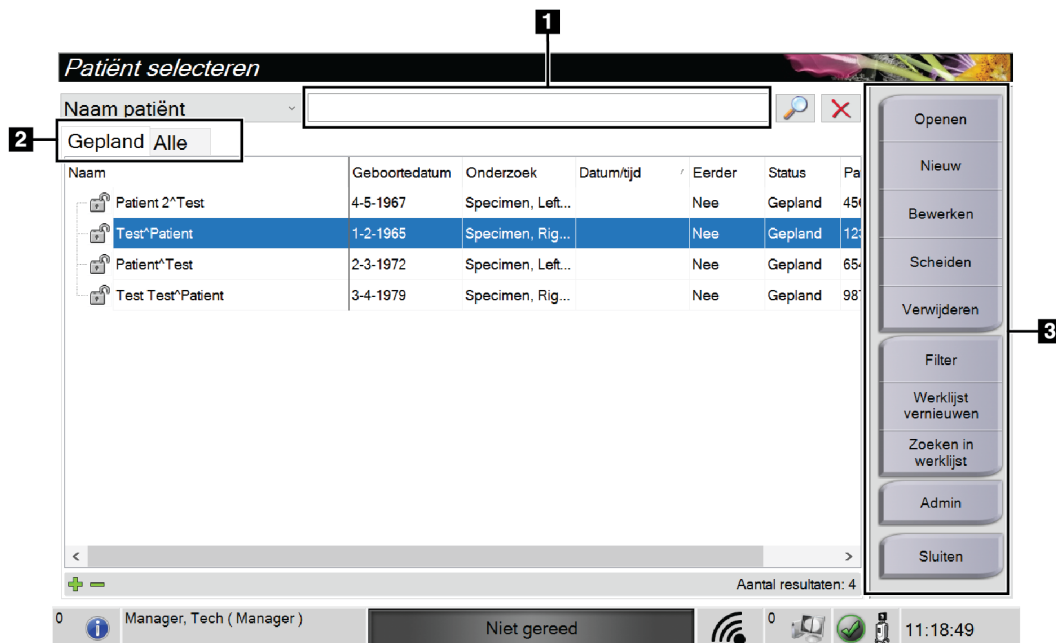 1
Patiënt selecteren
Naam patiënt
2
Gepland Alle
Naam Geboortedatum Onderzoek Datum/tijd Eerder Status Pa
Patient 2^Test 4-5-1967 Specimen, Left... Nee Gepland 456
Test^Patient 1-2-1965 Specimen, Rig... Nee Gepland 123
Patient^Test 2-3-1972 Specimen, Left... Nee Gepland 654
Test Test^Patient 3-4-1979 Specimen, Rig... Nee Gepland 987
Openen
Nieuw
Bewerken
Scheiden
Verwijderen
3
Filter
Werklijst
vernieuwen
Zoeken in
werklijst
Admin
Sluiten
Aantal resultaten: 4
0 Manager, Tech ( Manager ) Niet gereed 0 11:18:49